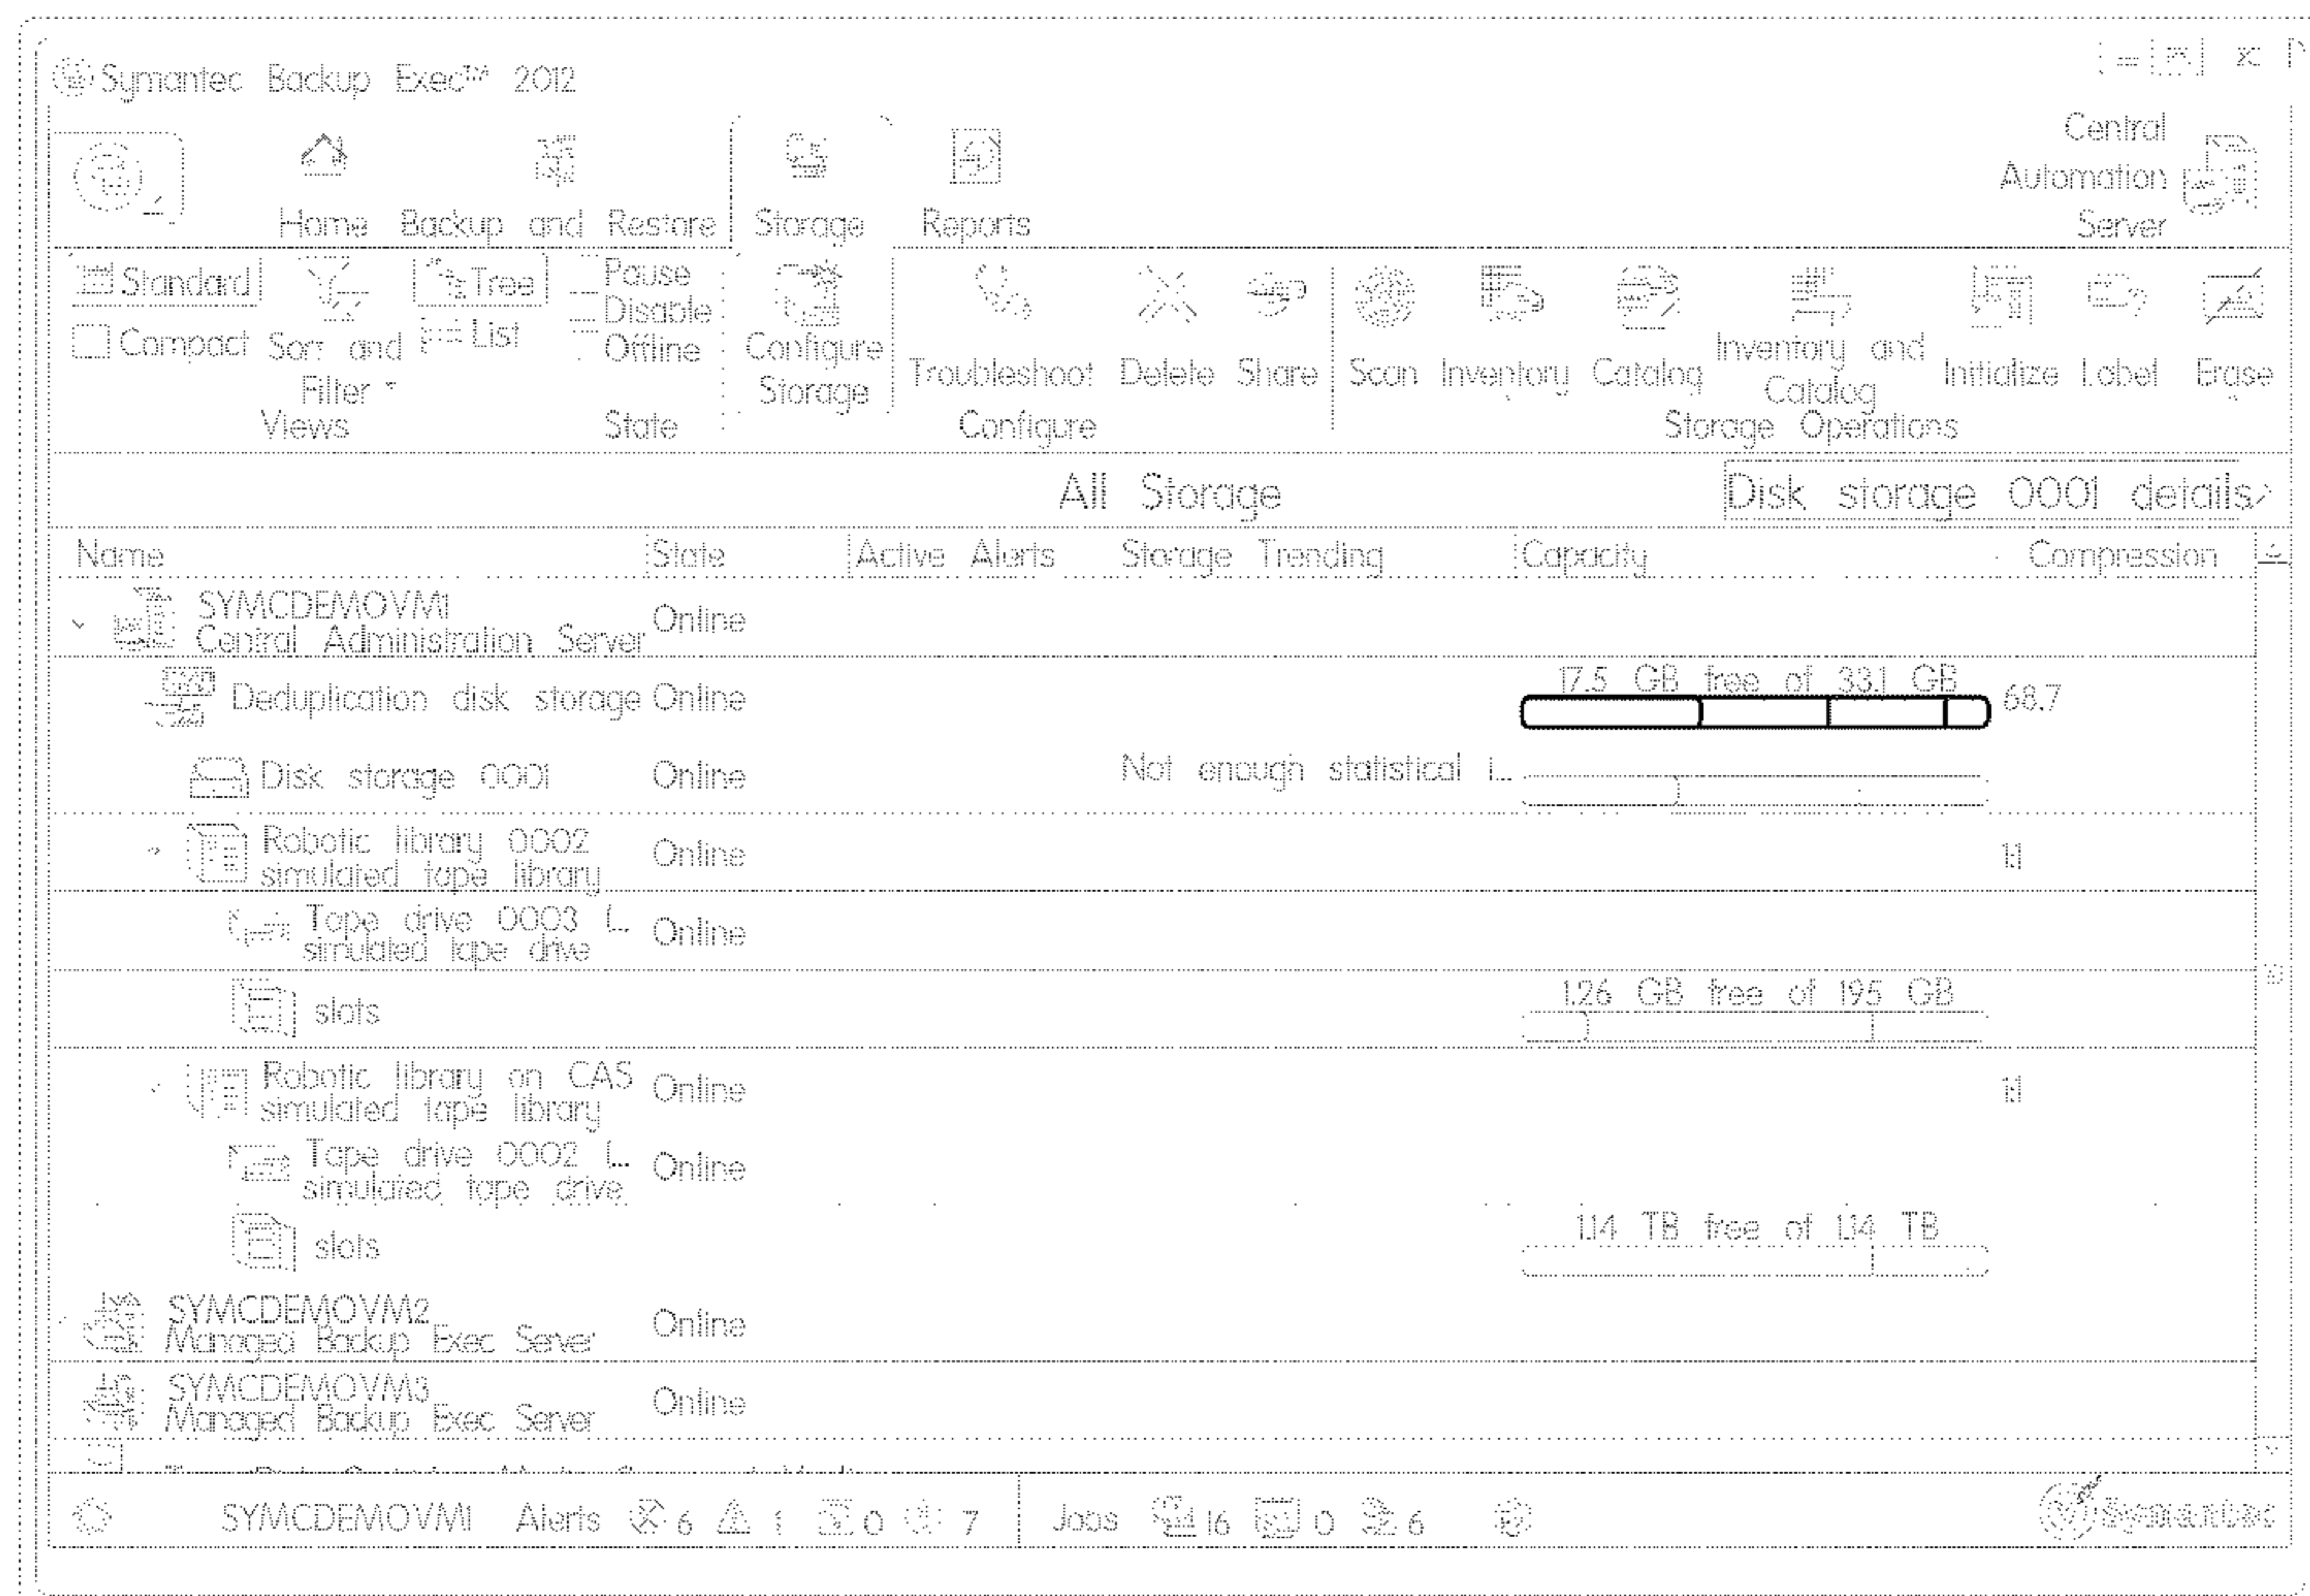 Symantec Backup Exec™ 2012
Home Backup and Restore Storage Reports
Central
Automation
Server
Standard
Compact
Sort and
Filter
Tree
List
Views
Pause
Disable
Offline
State
Configure
Storage
Troubleshoot Delete Share
Configure
Scan Inventory Catalog
Inventory and
Catalog
Initialize Label Erase
Storage Operations
All Storage
Disk storage 0001 details
Name State Active Alerts Storage Trending Capacity Compression
SYMCDEMOVM1
Central Administration Server
Online
17.5 GB free of 33.1 GB
Deduplication disk storage Online 68.7
Disk storage 0001 Online Not enough statistical i...
Robotic library 0002
simulated tape library
Online 1:1
Tape drive 0003 (...
simulated tape drive
Online
1.26 GB free of 195 GB
slots
Robotic library on CAS
simulated tape library
Online 1:1
Tape drive 0002 (...
simulated tape drive
Online
1.14 TB free of 1.14 TB
slots
SYMCDEMOVM2
Managed Backup Exec Server
Online
SYMCDEMOVM3
Managed Backup Exec Server
Online
SYMCDEMOVM1 Alerts 6 1 0 7 Jobs 16 0 6 Symantec